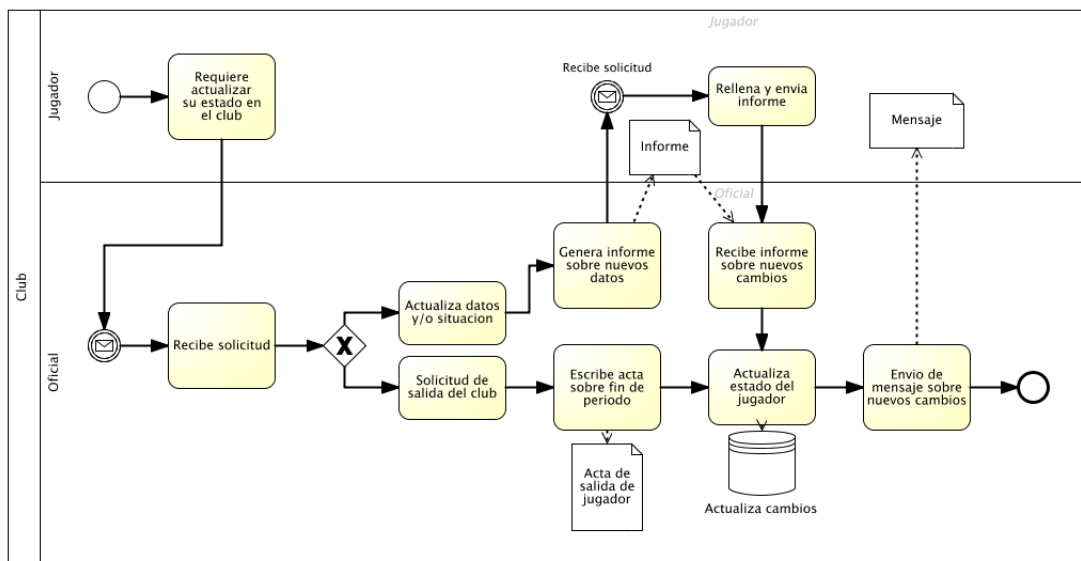 Club
Jugador
Jugador
Requiere
actualizar
su estado en
el club
Recibe solicitud
Rellena y envia
informe
Informe
Mensaje
Oficial
Oficial
Recibe solicitud
X
Actualiza datos
y/o situacion
Solicitud de
salida del club
Genera informe
sobre nuevos
datos
Recibe informe
sobre nuevos
cambios
Escribe acta
sobre fin de
periodo
Actualiza
estado del
jugador
Envio de
mensaje sobre
nuevos cambios
Acta de
salida de
jugador
Actualiza cambios